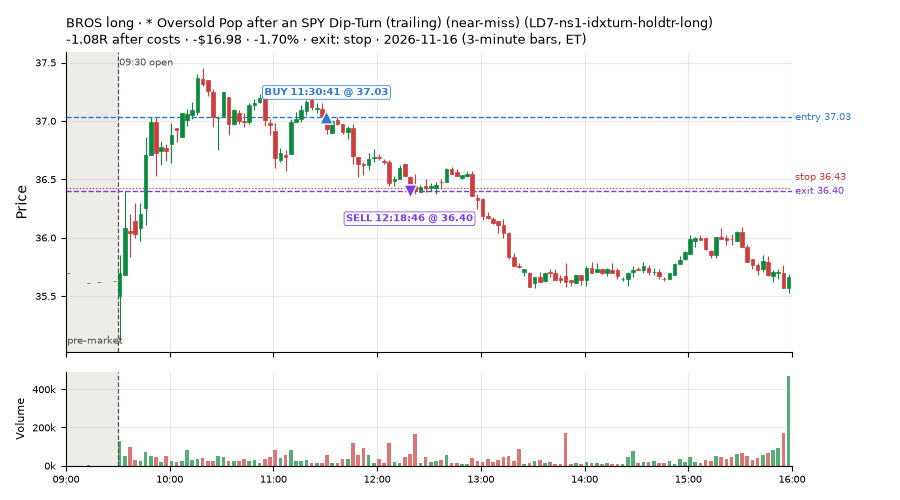 BROS long · * Oversold Pop after an SPY Dip-Turn (trailing) (near-miss) (LD7-ns1-idxturn-holdtr-long)
-1.08R after costs · -$16.98 · -1.70% · exit: stop · 2026-11-16 (3-minute bars, ET)
09:30 open
BUY 11:30:41 @ 37.03
entry 37.03
stop 36.43
exit 36.40
SELL 12:18:46 @ 36.40
pre-market
Price
37.5
37.0
36.5
36.0
35.5
Volume
400k
200k
0k
09:00
10:00
11:00
12:00
13:00
14:00
15:00
16:00